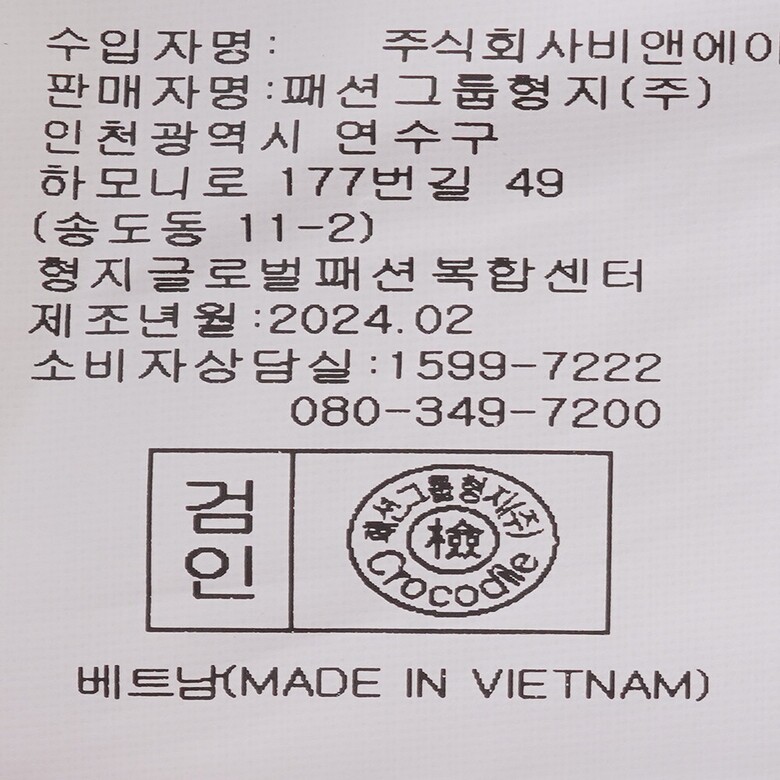 수입자명: 주식회사비앤에이
판매자명:패션그룹형지(주)
인천광역시 연수구
하모니로 177번길 49
(송도동 11-2)
형지글로벌패션복합센터
제조년월:2024.02
소비자상담실:1599-7222
080-349-7200
검인
패션그룹형지(주)
檢
Crocodile
베트남(MADE IN VIETNAM)